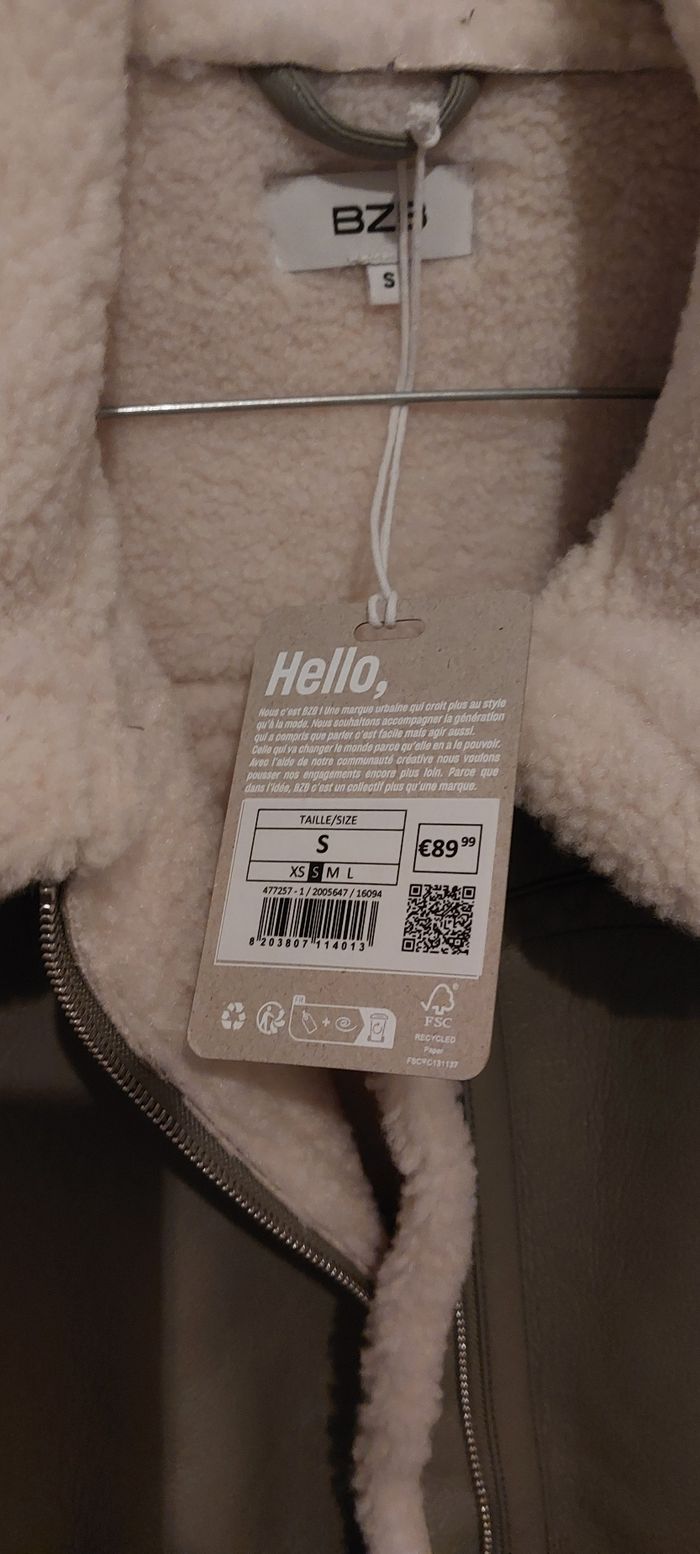 BZB
S
Hello,
Nous c'est BZB ! Une marque urbaine qui croit plus au style
qu'à la mode. Nous souhaitons accompagner la génération
qui a compris que parler c'est facile mais agir aussi.
Celle qui va changer le monde parce qu'elle en a le pouvoir.
Avec l'aide de notre communauté créative nous voulons
pousser nos engagements encore plus loin. Parce que
dans l'idée, BZB c'est un collectif plus qu'une marque.
TAILLE/SIZE
S
XS S M L
€89 99
477257 - 1 / 2005647 / 16094
8 203807 114013
FR
FSC
RECYCLED
Paper
FSC® C131137